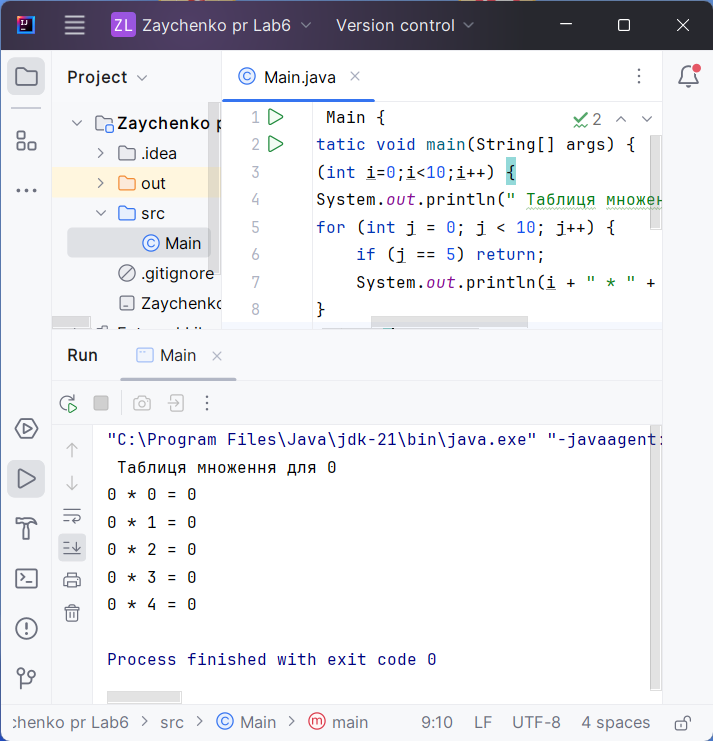 ZL Zaychenko pr Lab6 Version control
Project
Main.java
Zaychenko p
.idea
out
src
Main
.gitignore
Zaychenko
1 Main {
2 tatic void main(String[] args) {
3 (int i=0;i<10;i++) {
4 System.out.println(" Таблиця множен
5 for (int j = 0; j < 10; j++) {
6 if (j == 5) return;
7 System.out.println(i + " * " +
8 }
2
Run Main
"C:\Program Files\Java\jdk-21\bin\java.exe" "-javaagent:
Таблиця множення для 0
0 * 0 = 0
0 * 1 = 0
0 * 2 = 0
0 * 3 = 0
0 * 4 = 0
Process finished with exit code 0
chenko pr Lab6 > src > Main > main 9:10 LF UTF-8 4 spaces